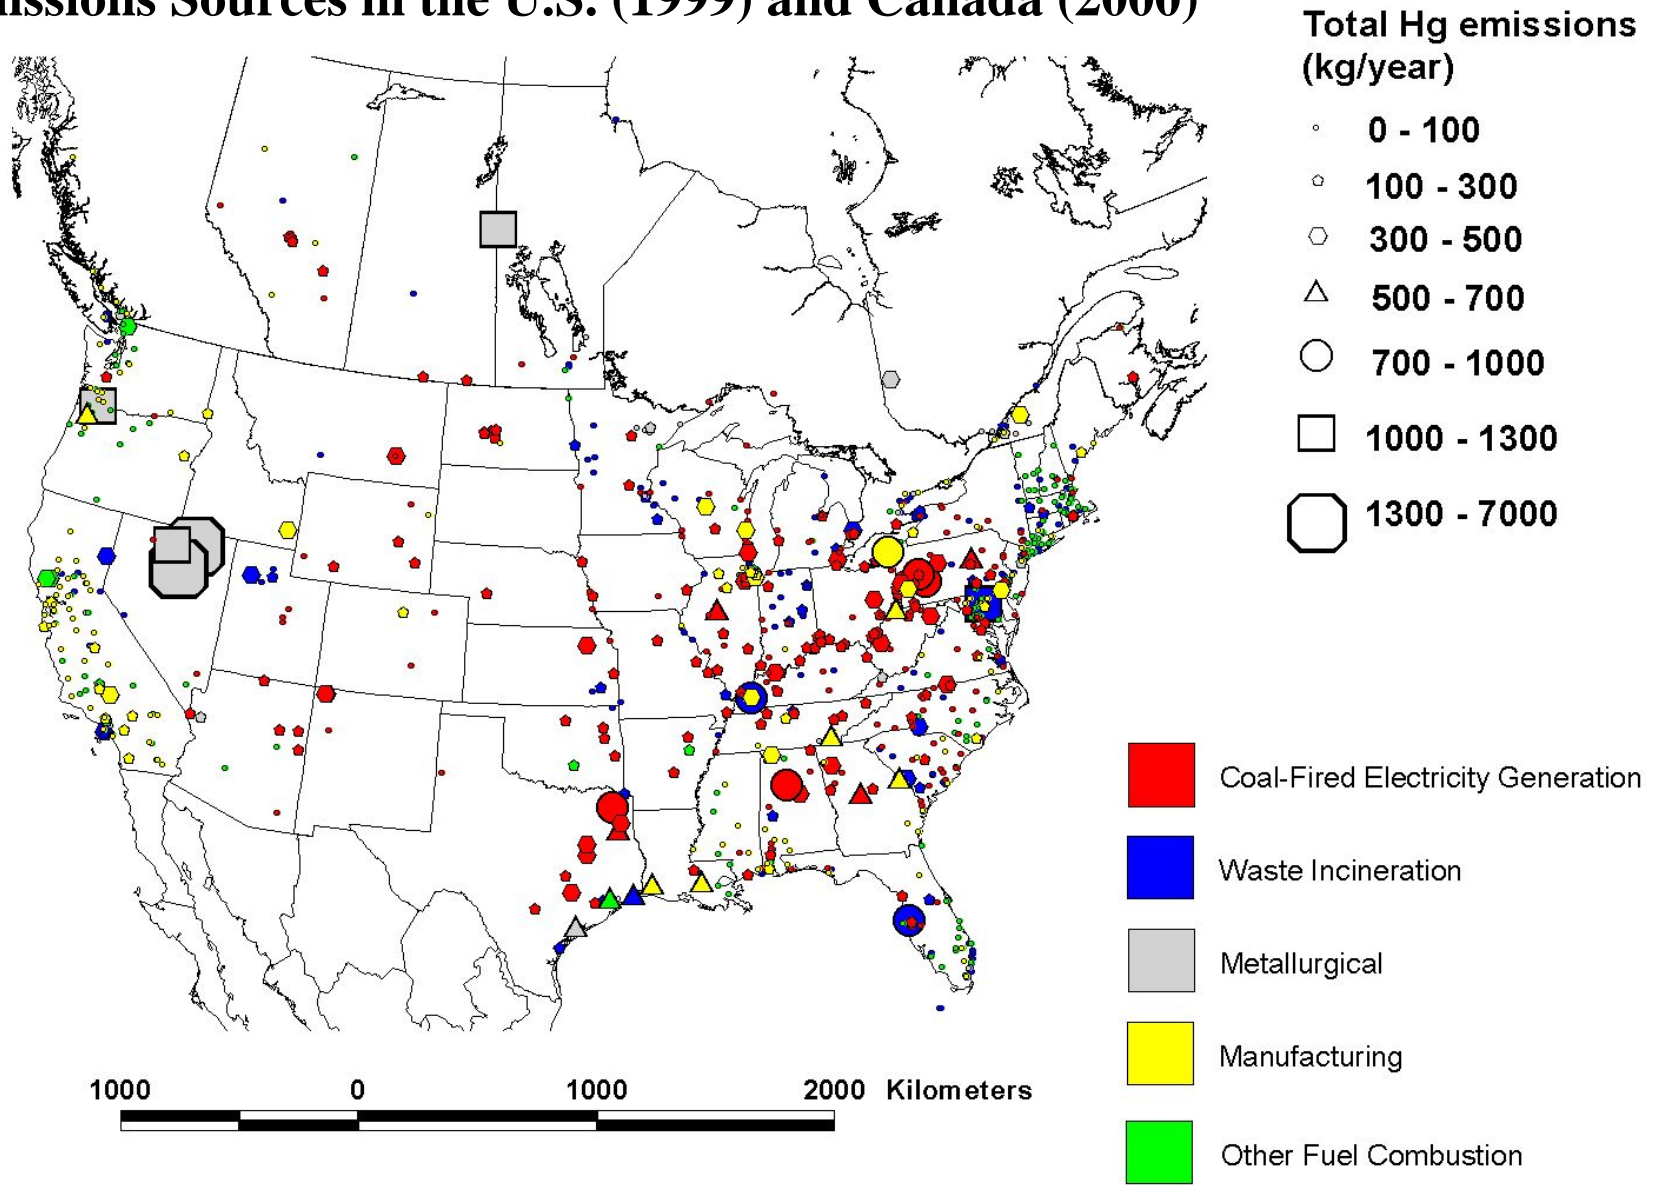 issions Sources in the U.S. (1999) and Canada (2000)
Total Hg emissions
(kg/year)
0 - 100
100 - 300
300 - 500
500 - 700
700 - 1000
1000 - 1300
1300 - 7000
Coal-Fired Electricity Generation
Waste Incineration
Metallurgical
Manufacturing
Other Fuel Combustion
1000 0 1000 2000 Kilometers